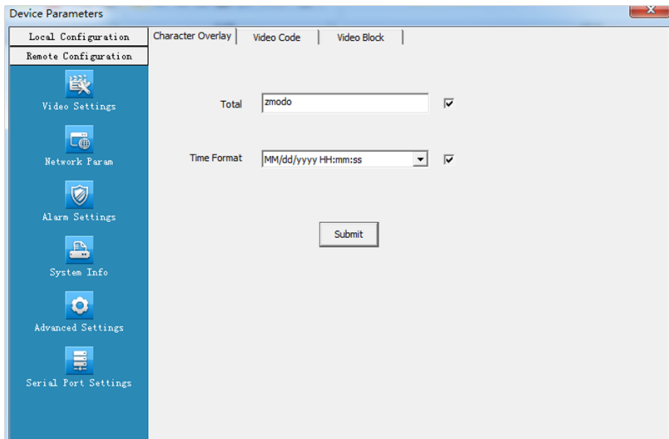 Device Parameters
Local Configuration
Remote Configuration
Video Settings
Network Param
Alarm Settings
System Info
Advanced Settings
Serial Port Settings
Character Overlay
Video Code
Video Block
Total
zmodo
Time Format
MM/dd/yyyy HH:mm:ss
Submit